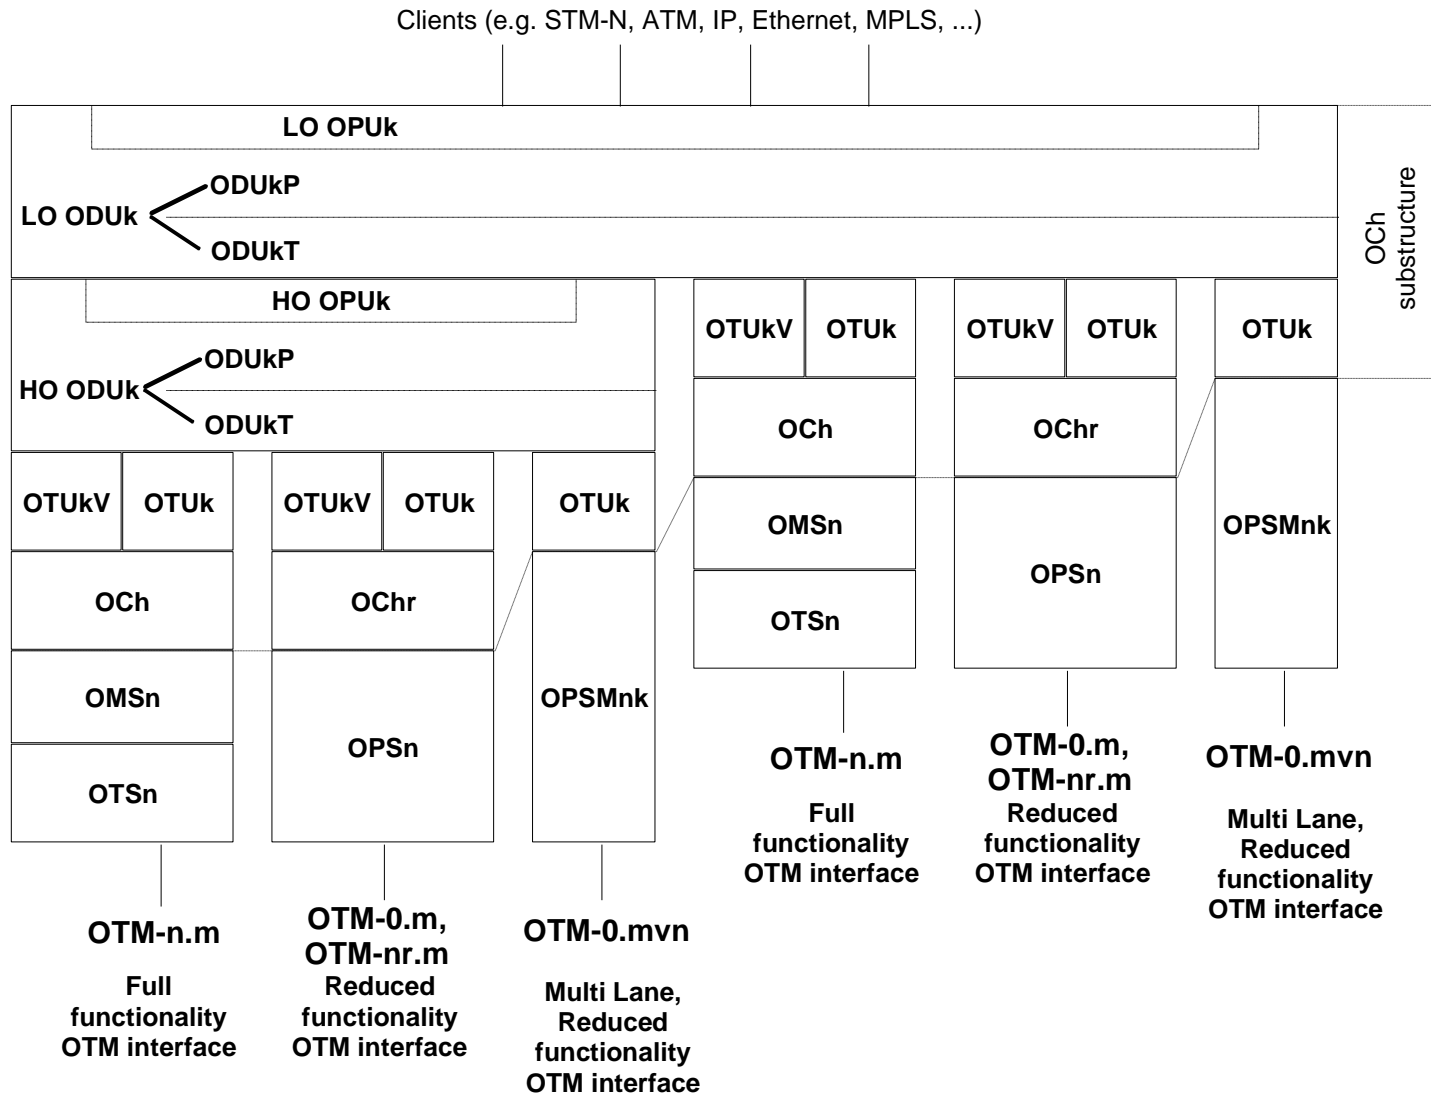 Clients (e.g. STM-N, ATM, IP, Ethernet, MPLS, ...)
LO OPUk
ODUkP
LO ODUk
ODUkT
OCh
substructure
HO OPUk
ODUkP
HO ODUk
ODUkT
OTUkV OTUk
OCh
OMSn
OTSn
OTUkV OTUk
OChr
OPSn
OTUk
OPSMnk
OTUkV OTUk
OCh
OMSn
OTSn
OTUkV OTUk
OChr
OPSn
OTUk
OPSMnk
OTM-n.m
Full
functionality
OTM interface
OTM-0.m,
OTM-nr.m
Reduced
functionality
OTM interface
OTM-0.mvn
Multi Lane,
Reduced
functionality
OTM interface
OTM-n.m
Full
functionality
OTM interface
OTM-0.m,
OTM-nr.m
Reduced
functionality
OTM interface
OTM-0.mvn
Multi Lane,
Reduced
functionality
OTM interface